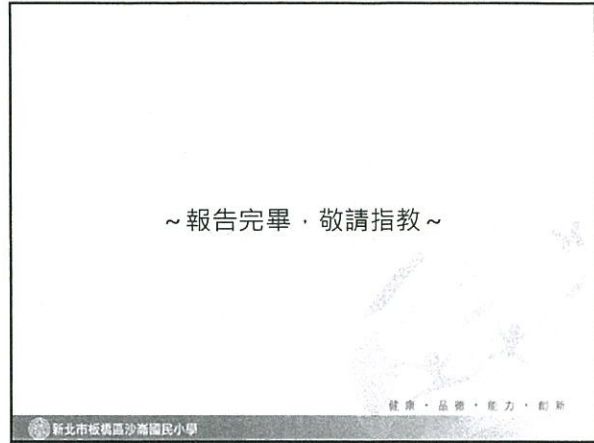 ~報告完畢，敬請指教~
健康・品德・能力・創新
新北市板橋區沙崙國民小學